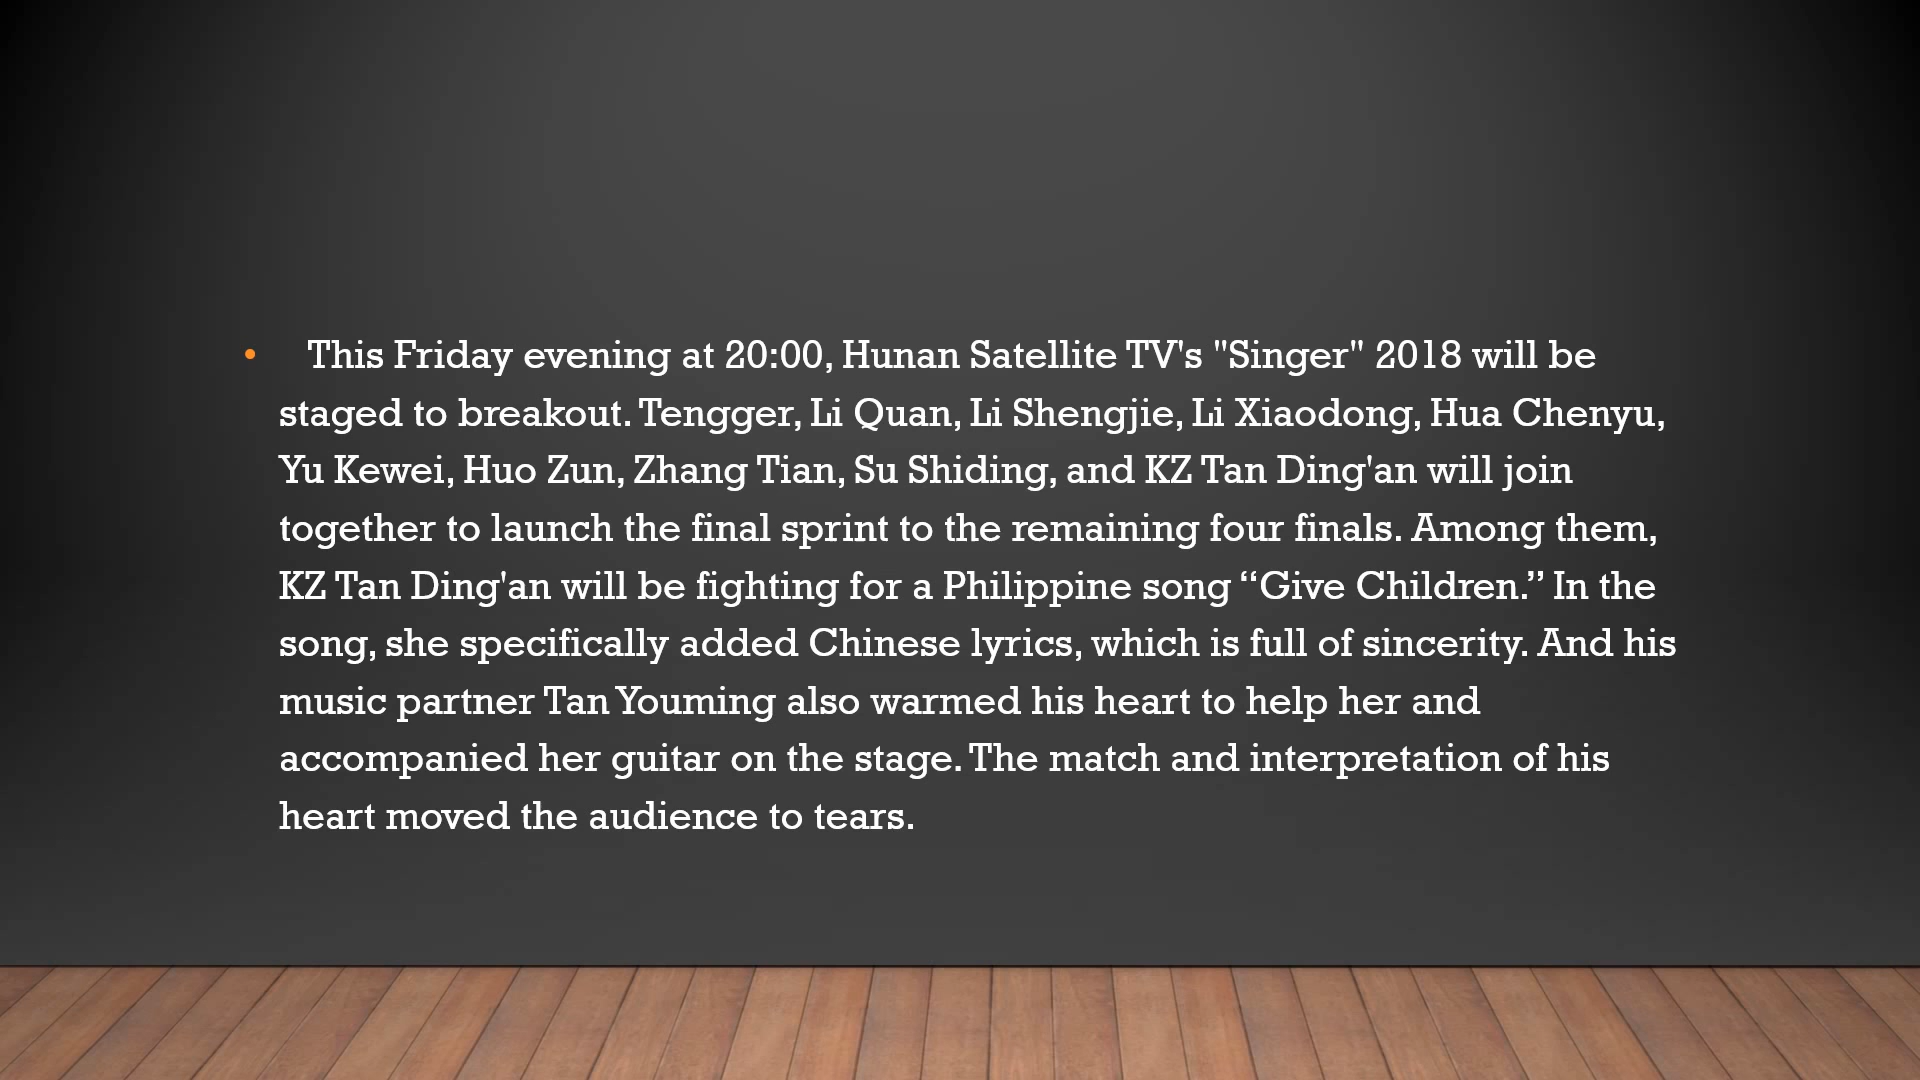 • This Friday evening at 20:00, Hunan Satellite TV's "Singer" 2018 will be
staged to breakout. Tengger, Li Quan, Li Shengjie, Li Xiaodong, Hua Chenyu,
Yu Kewei, Huo Zun, Zhang Tian, Su Shiding, and KZ Tan Ding'an will join
together to launch the final sprint to the remaining four finals. Among them,
KZ Tan Ding'an will be fighting for a Philippine song “Give Children.” In the
song, she specifically added Chinese lyrics, which is full of sincerity. And his
music partner Tan Youming also warmed his heart to help her and
accompanied her guitar on the stage. The match and interpretation of his
heart moved the audience to tears.